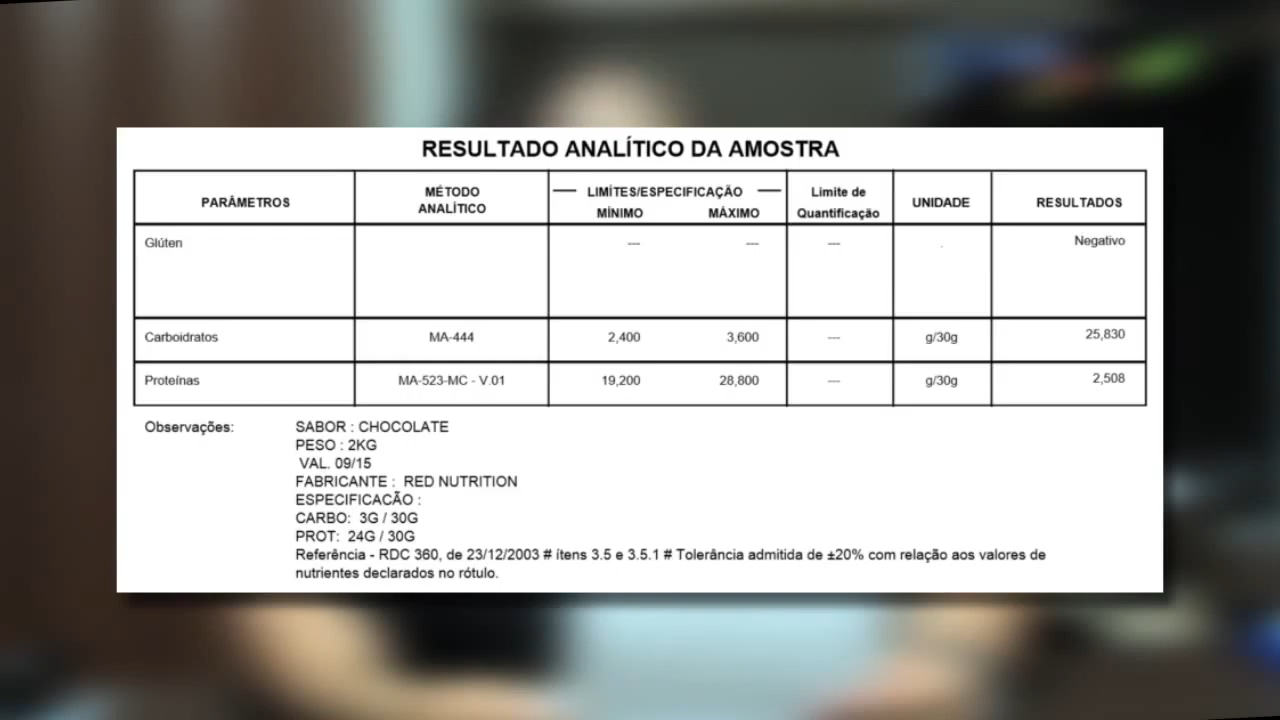 RESULTADO ANALÍTICO DA AMOSTRA
PARÂMETROS
MÉTODO ANALÍTICO
LIMÍTES/ESPECIFICAÇÃO
MÍNIMO MÁXIMO
Limite de Quantificação
UNIDADE
RESULTADOS
Glúten --- --- --- . Negativo
Carboidratos MA-444 2,400 3,600 --- g/30g 25,830
Proteínas MA-523-MC - V.01 19,200 28,800 --- g/30g 2,508
Observações: SABOR : CHOCOLATE
PESO : 2KG
VAL. 09/15
FABRICANTE : RED NUTRITION
ESPECIFICACÃO :
CARBO: 3G / 30G
PROT: 24G / 30G
Referência - RDC 360, de 23/12/2003 # ítens 3.5 e 3.5.1 # Tolerância admitida de ±20% com relação aos valores de
nutrientes declarados no rótulo.